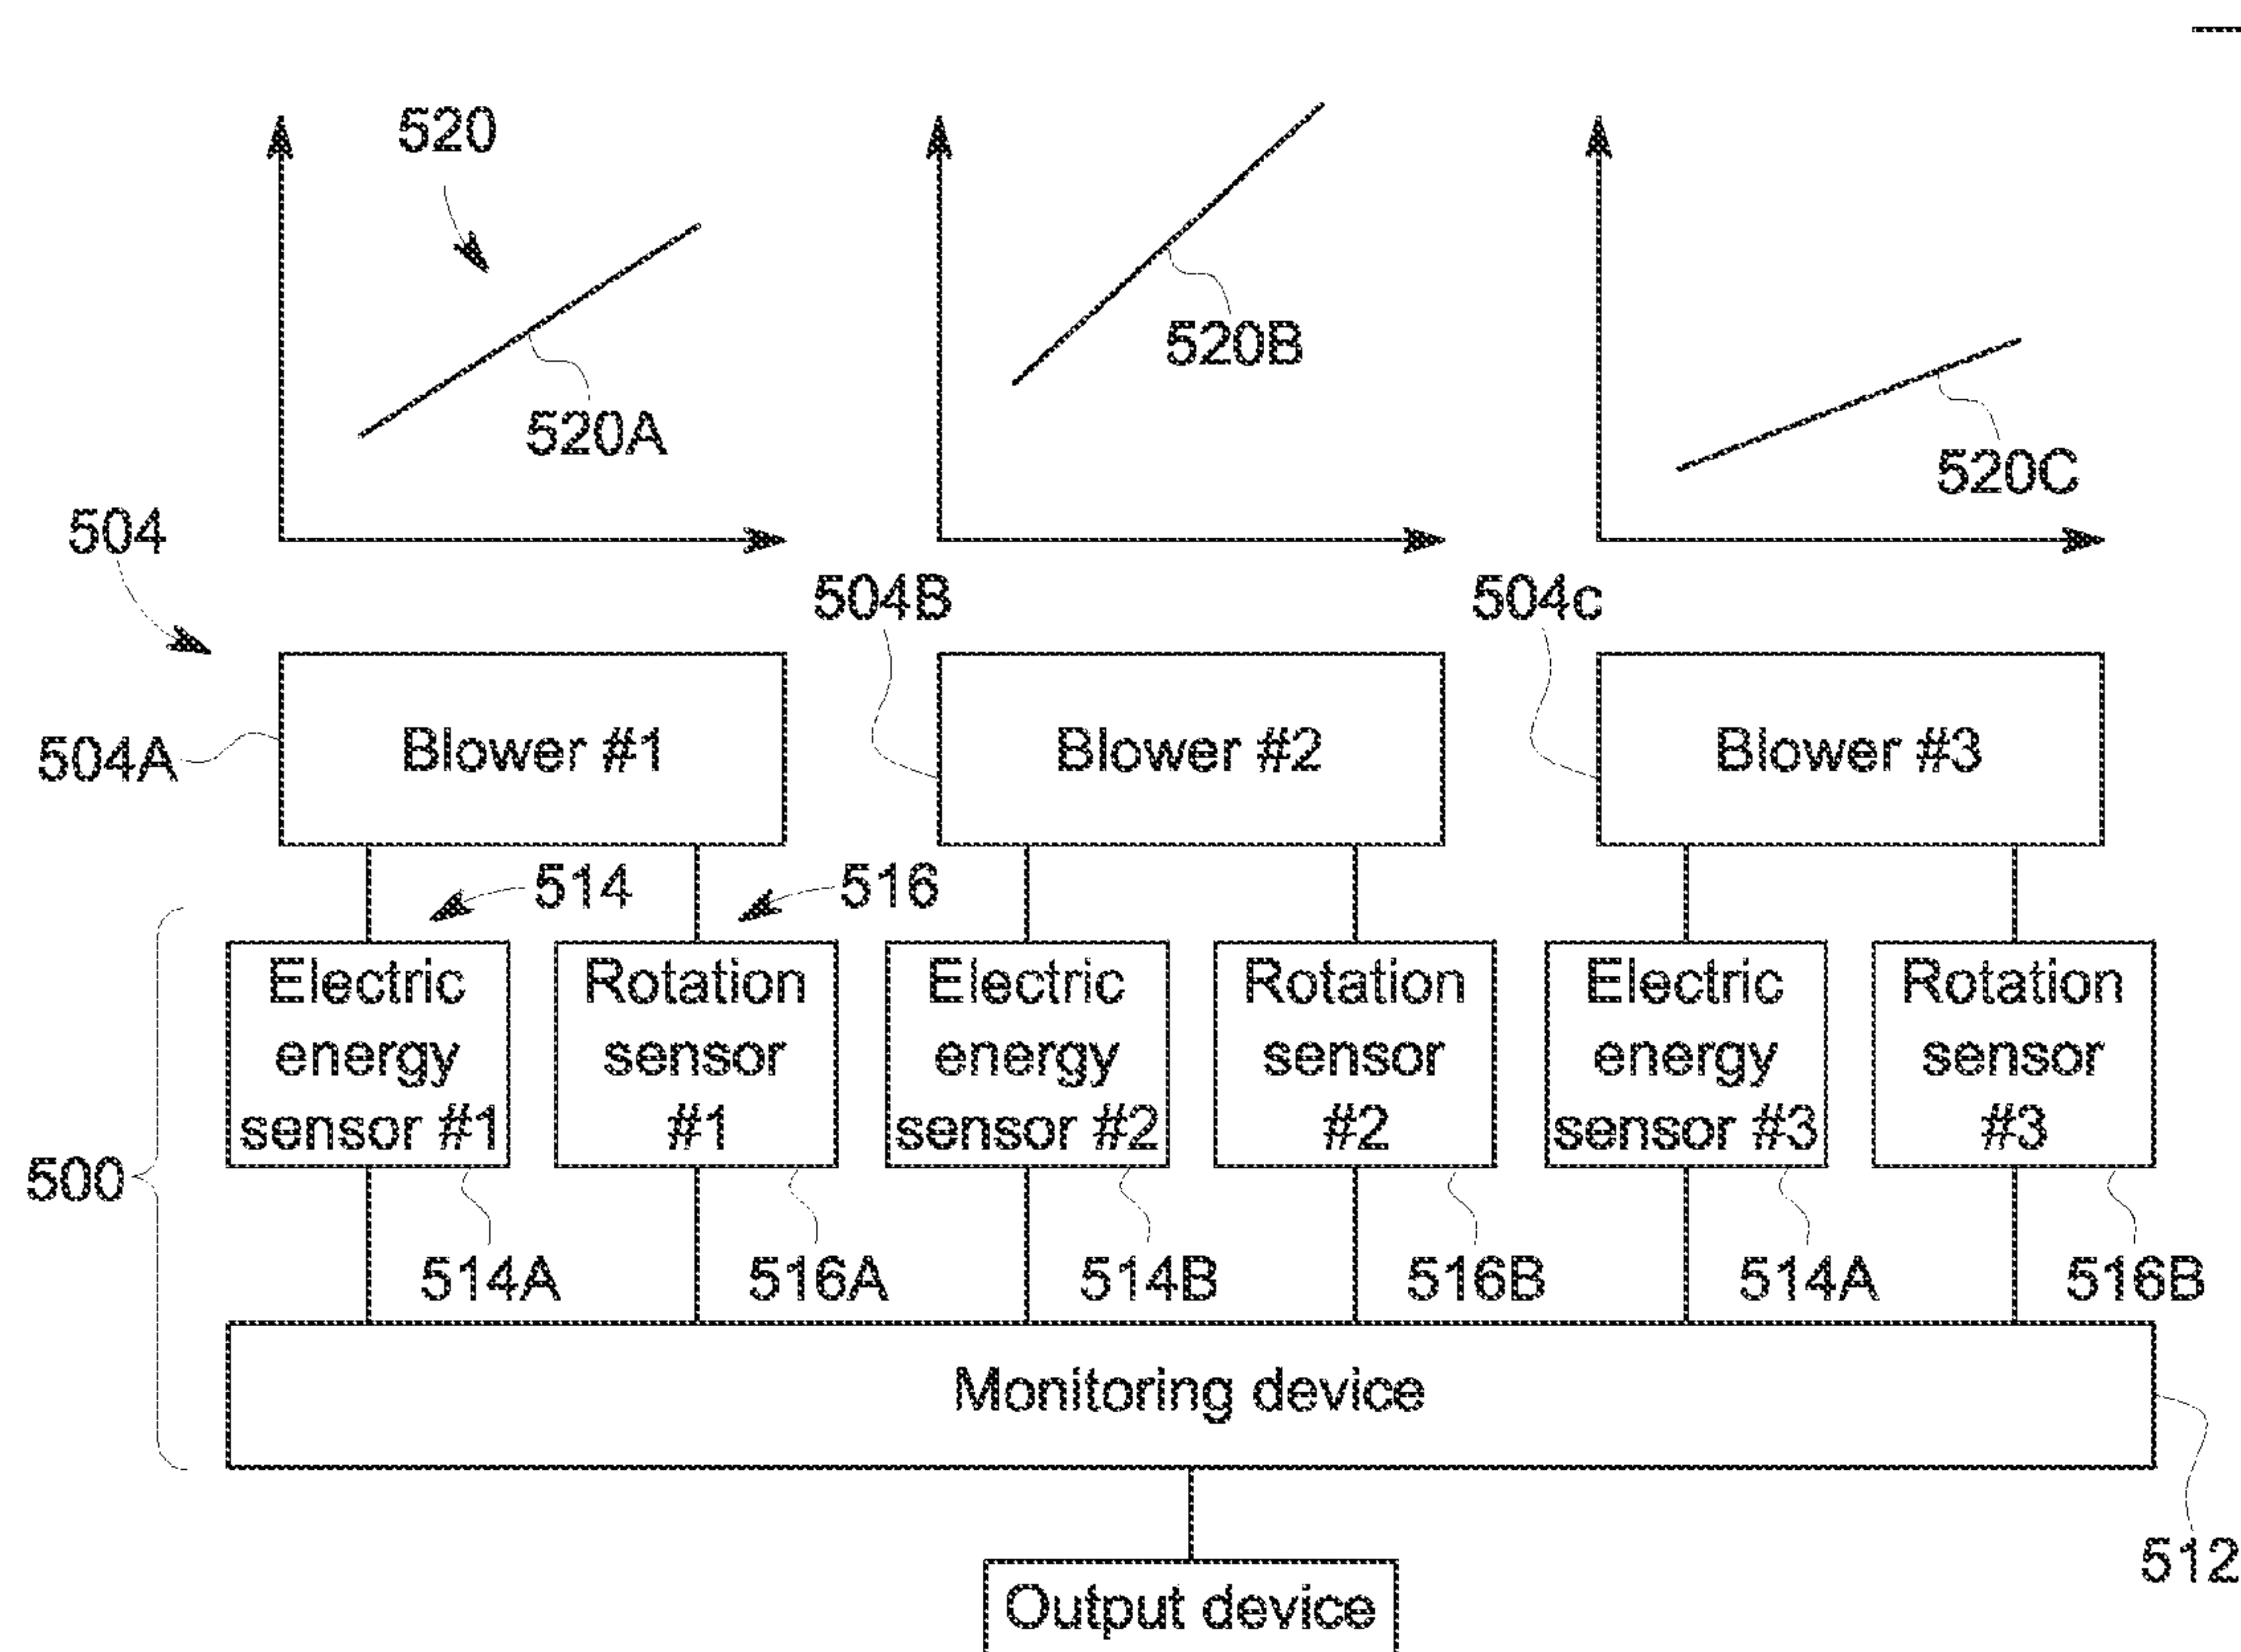 520
520A
520B
520C
504
504B
504c
504A
Blower #1
Blower #2
Blower #3
514
516
500
Electric
energy
sensor #1
Rotation
sensor
#1
Electric
energy
sensor #2
Rotation
sensor
#2
Electric
energy
sensor #3
Rotation
sensor
#3
514A
516A
514B
516B
514A
516B
Monitoring device
512
Output device